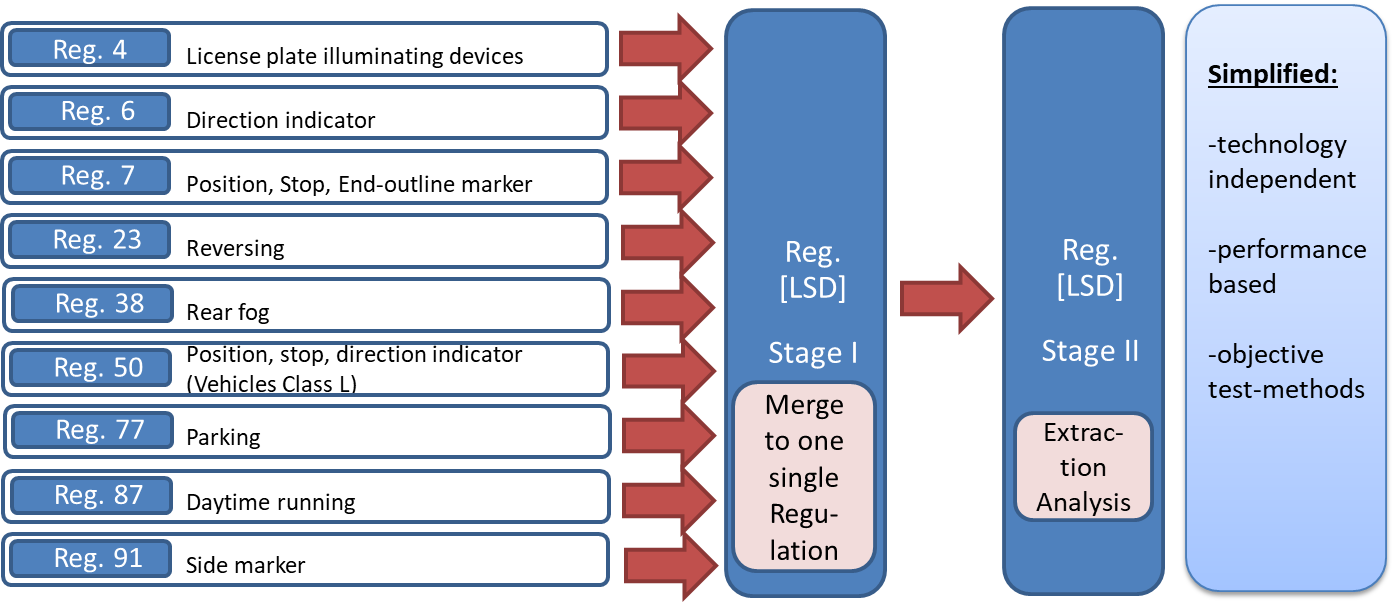 Reg. 4
License plate illuminating devices
Reg. 6
Direction indicator
Reg. 7
Position, Stop, End-outline marker
Reg. 23
Reversing
Reg. 38
Rear fog
Reg. 50
Position, stop, direction indicator
(Vehicles Class L)
Reg. 77
Parking
Reg. 87
Daytime running
Reg. 91
Side marker
Reg.
[LSD]
Stage I
Merge
to one
single
Regu-
lation
Reg.
[LSD]
Stage II
Extrac-
tion
Analysis
Simplified:
-technology
independent
-performance
based
-objective
test-methods